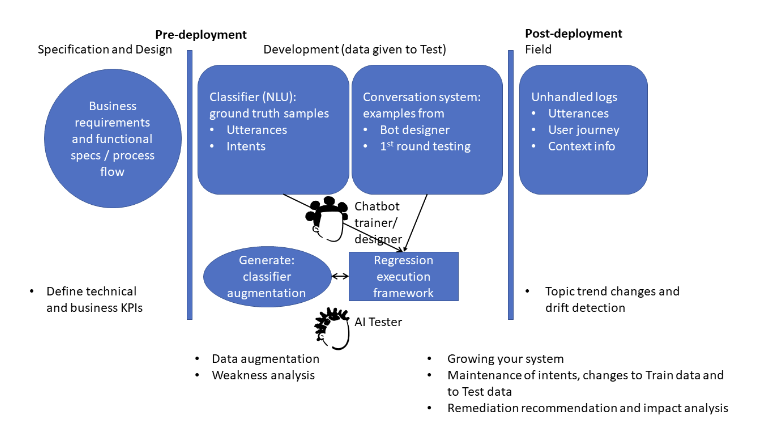 Pre-deployment
Post-deployment
Specification and Design
Development (data given to Test)
Field
Business
requirements
and functional
specs / process
flow
Classifier (NLU):
ground truth samples
• Utterances
• Intents
Conversation system:
examples from
• Bot designer
• 1st round testing
Unhandled logs
• Utterances
• User journey
• Context info
Chatbot
trainer/
designer
Generate:
classifier
augmentation
Regression
execution
framework
• Define technical
and business KPIs
• Topic trend changes and
drift detection
AI Tester
• Data augmentation
• Weakness analysis
• Growing your system
• Maintenance of intents, changes to Train data and
to Test data
• Remediation recommendation and impact analysis